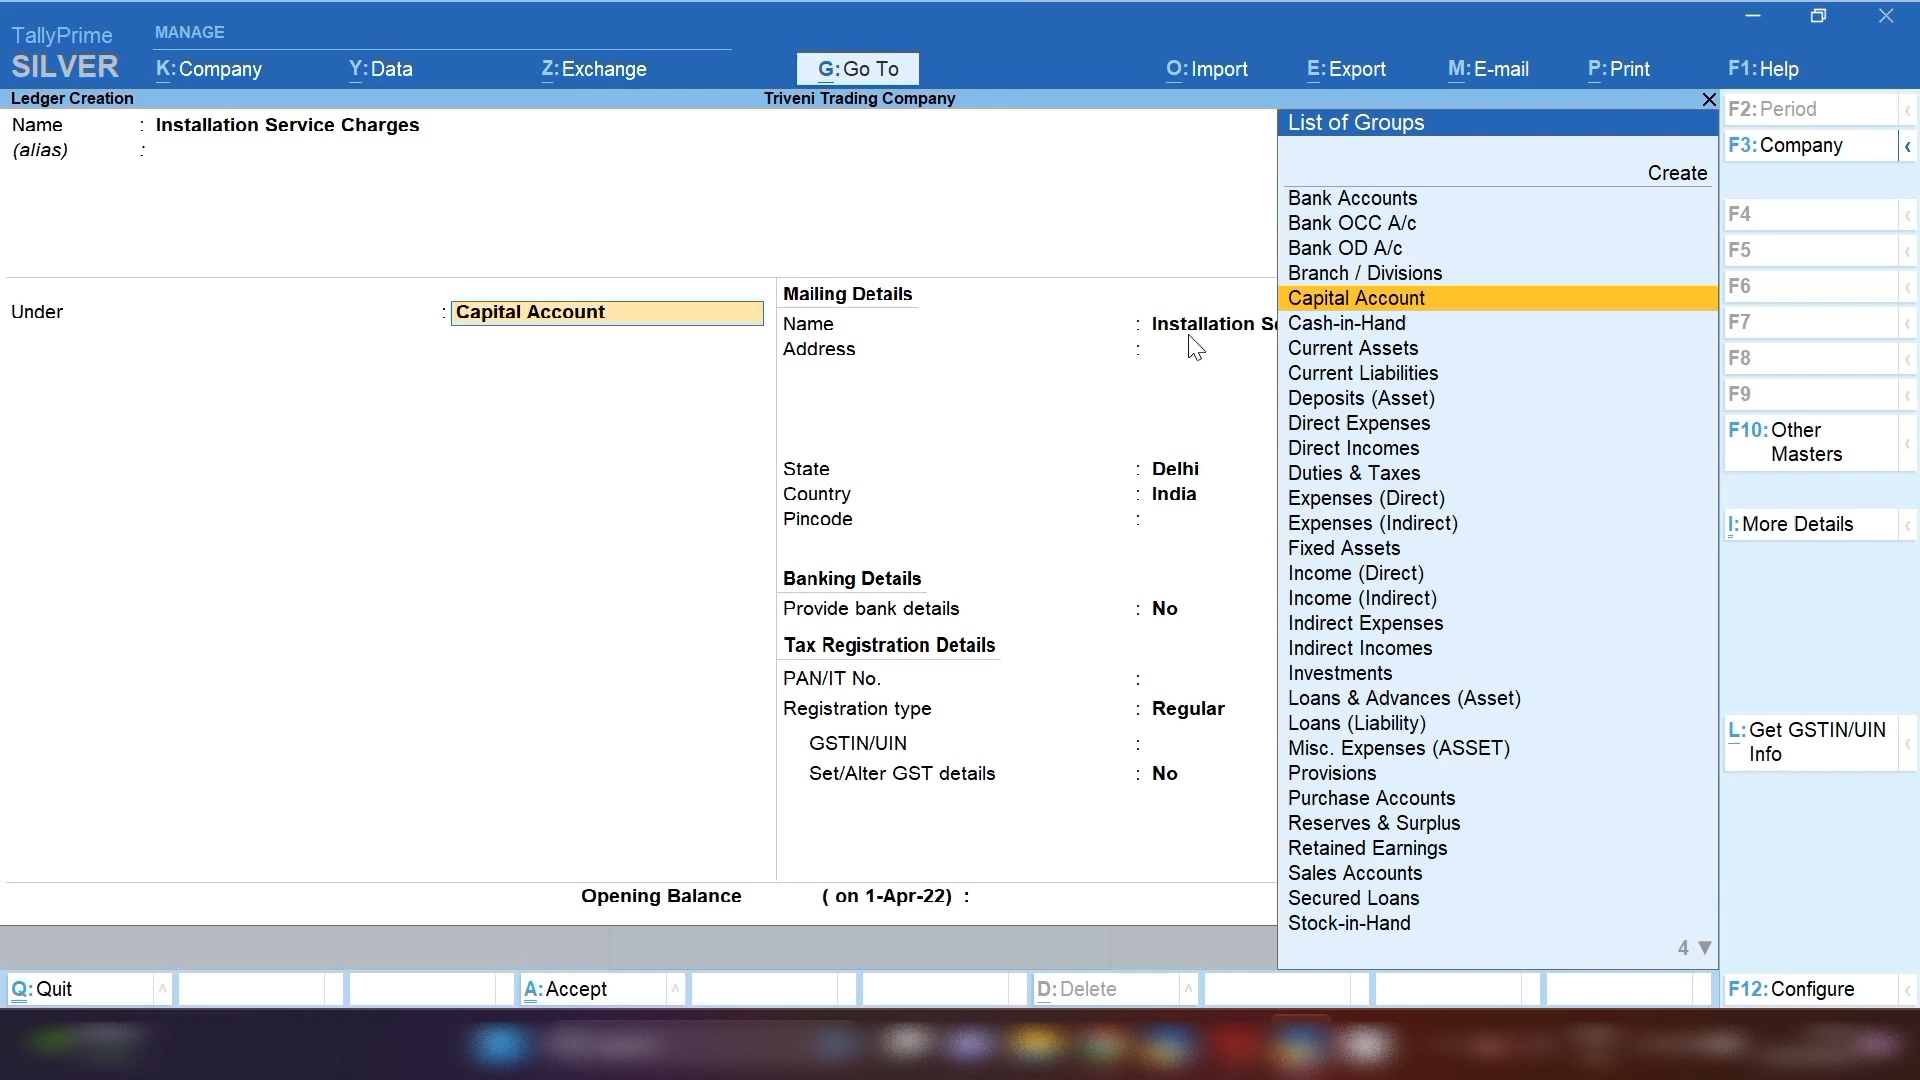 TallyPrime
SILVER
MANAGE
K:Company
Y:Data
Z:Exchange
G:Go To
O:Import
E:Export
M:E-mail
P:Print
F1:Help
Ledger Creation
Triveni Trading Company
Name : Installation Service Charges
(alias) :
Under : Capital Account
Mailing Details
Name : Installation
Address :
State : Delhi
Country : India
Pincode :
Banking Details
Provide bank details : No
Tax Registration Details
PAN/IT No. :
Registration type : Regular
GSTIN/UIN :
Set/Alter GST details : No
Opening Balance ( on 1-Apr-22) :
List of Groups
Create
Bank Accounts
Bank OCC A/c
Bank OD A/c
Branch / Divisions
Capital Account
Cash-in-Hand
Current Assets
Current Liabilities
Deposits (Asset)
Direct Expenses
Direct Incomes
Duties & Taxes
Expenses (Direct)
Expenses (Indirect)
Fixed Assets
Income (Direct)
Income (Indirect)
Indirect Expenses
Indirect Incomes
Investments
Loans & Advances (Asset)
Loans (Liability)
Misc. Expenses (ASSET)
Provisions
Purchase Accounts
Reserves & Surplus
Retained Earnings
Sales Accounts
Secured Loans
Stock-in-Hand
4 ▼
F2:Period
F3:Company
F4
F5
F6
F7
F8
F9
F10:Other
Masters
I:More Details
L:Get GSTIN/UIN
Info
Q:Quit
A:Accept
D:Delete
F12:Configure